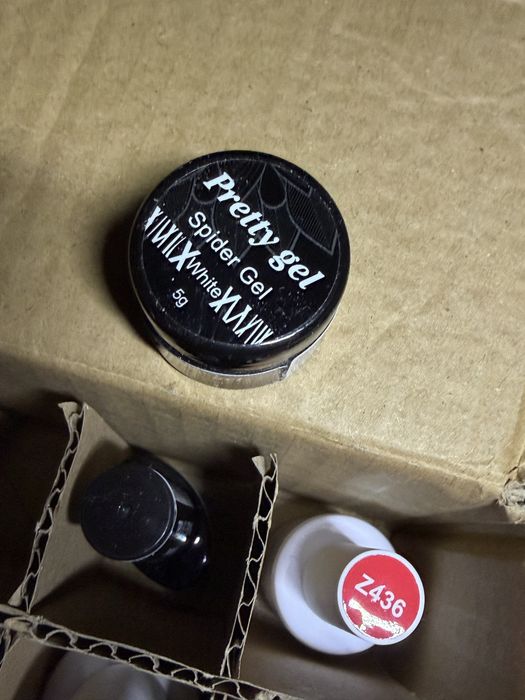 Pretty gel
Spider Gel
White
5g
Z436